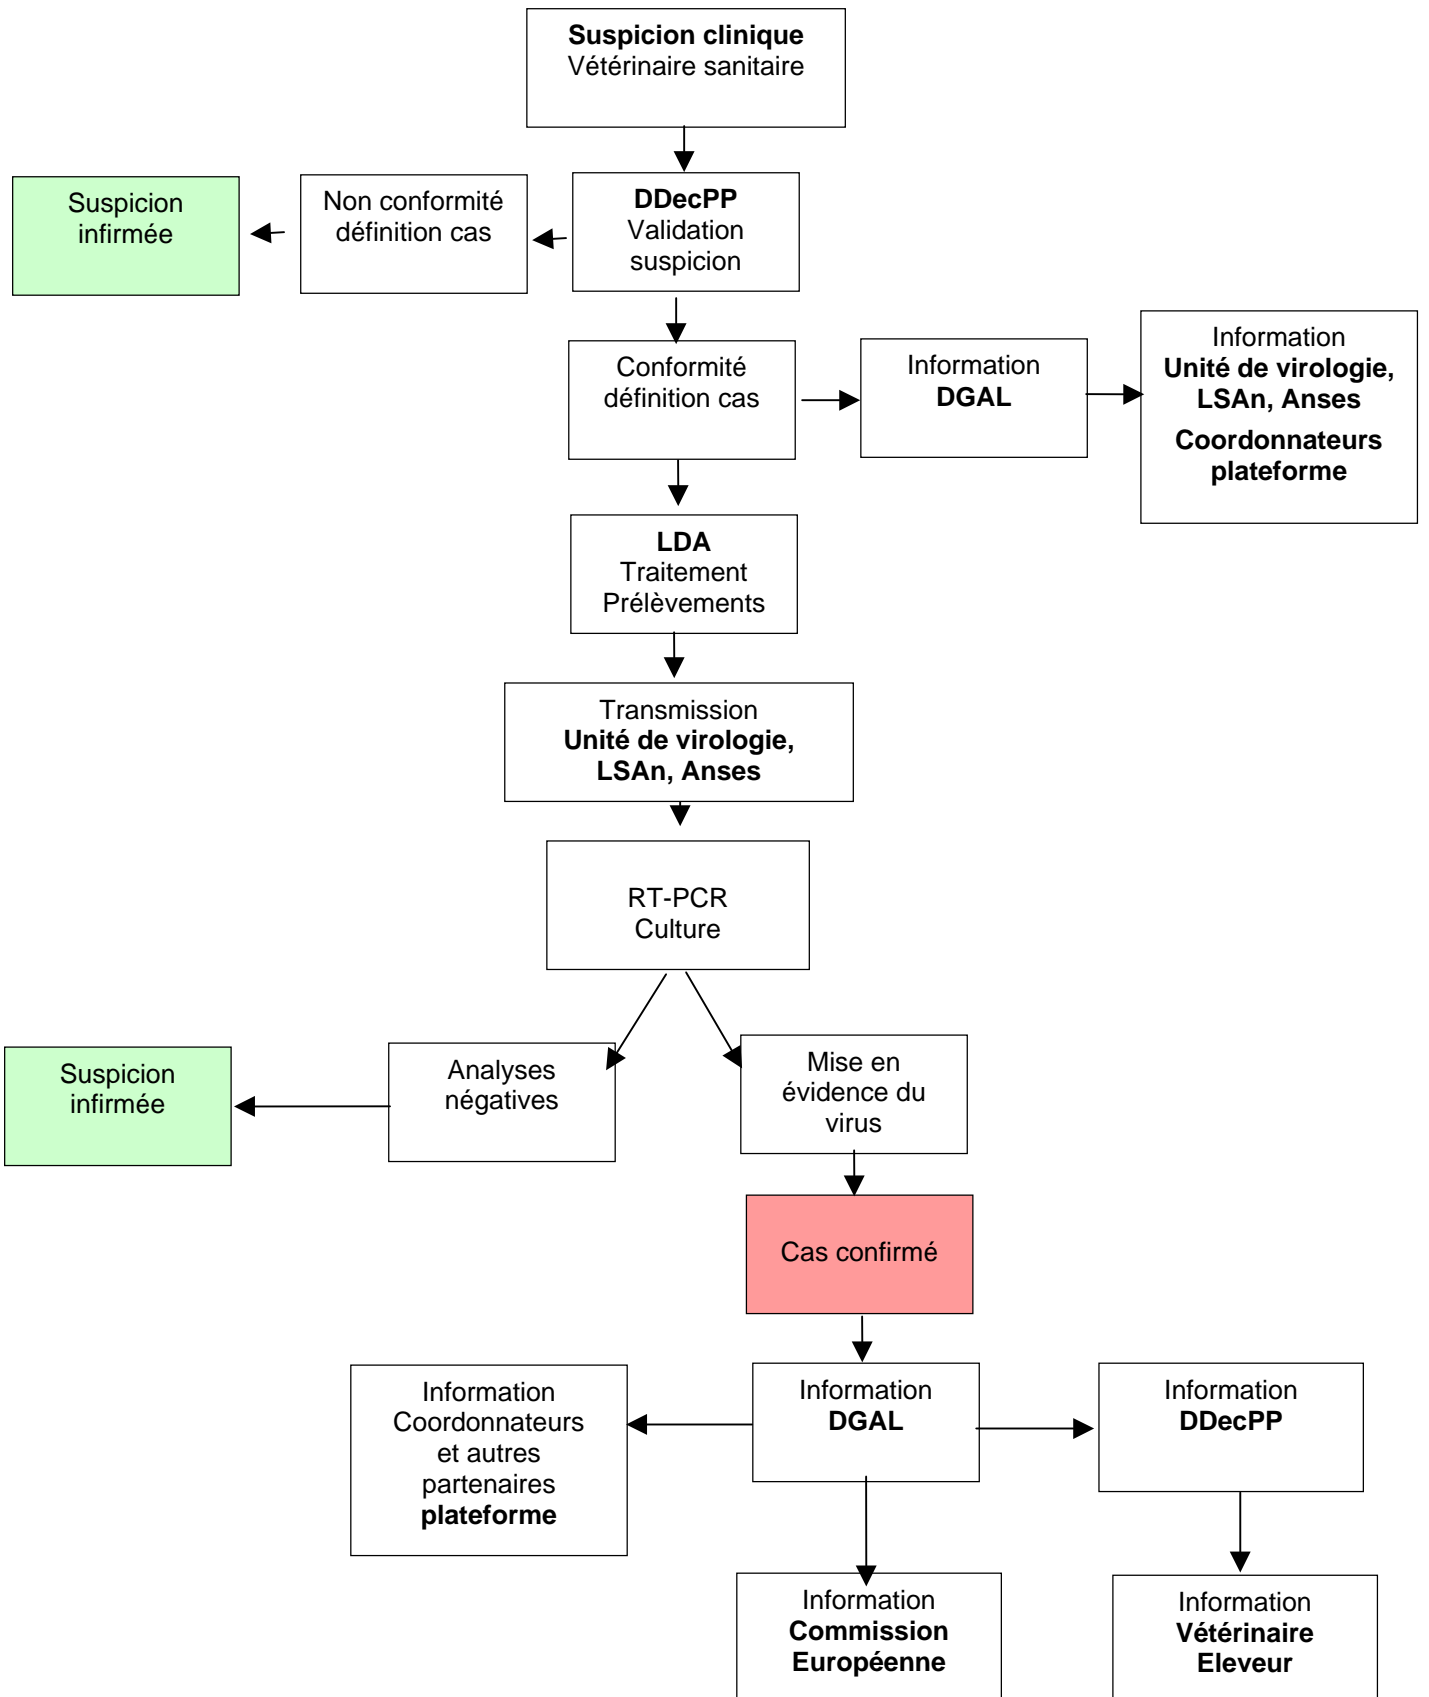 Suspicion clinique
Vétérinaire sanitaire
Suspicion
infirmée
Non conformité
définition cas
DDecPP
Validation
suspicion
Conformité
définition cas
Information
DGAL
Information
Unité de virologie,
LSAn, Anses
Coordonnateurs
plateforme
LDA
Traitement
Prélèvements
Transmission
Unité de virologie,
LSAn, Anses
RT-PCR
Culture
Suspicion
infirmée
Analyses
négatives
Mise en
évidence du
virus
Cas confirmé
Information
Coordonnateurs
et autres
partenaires
plateforme
Information
DGAL
Information
DDecPP
Information
Commission
Européenne
Information
Vétérinaire
Eleveur